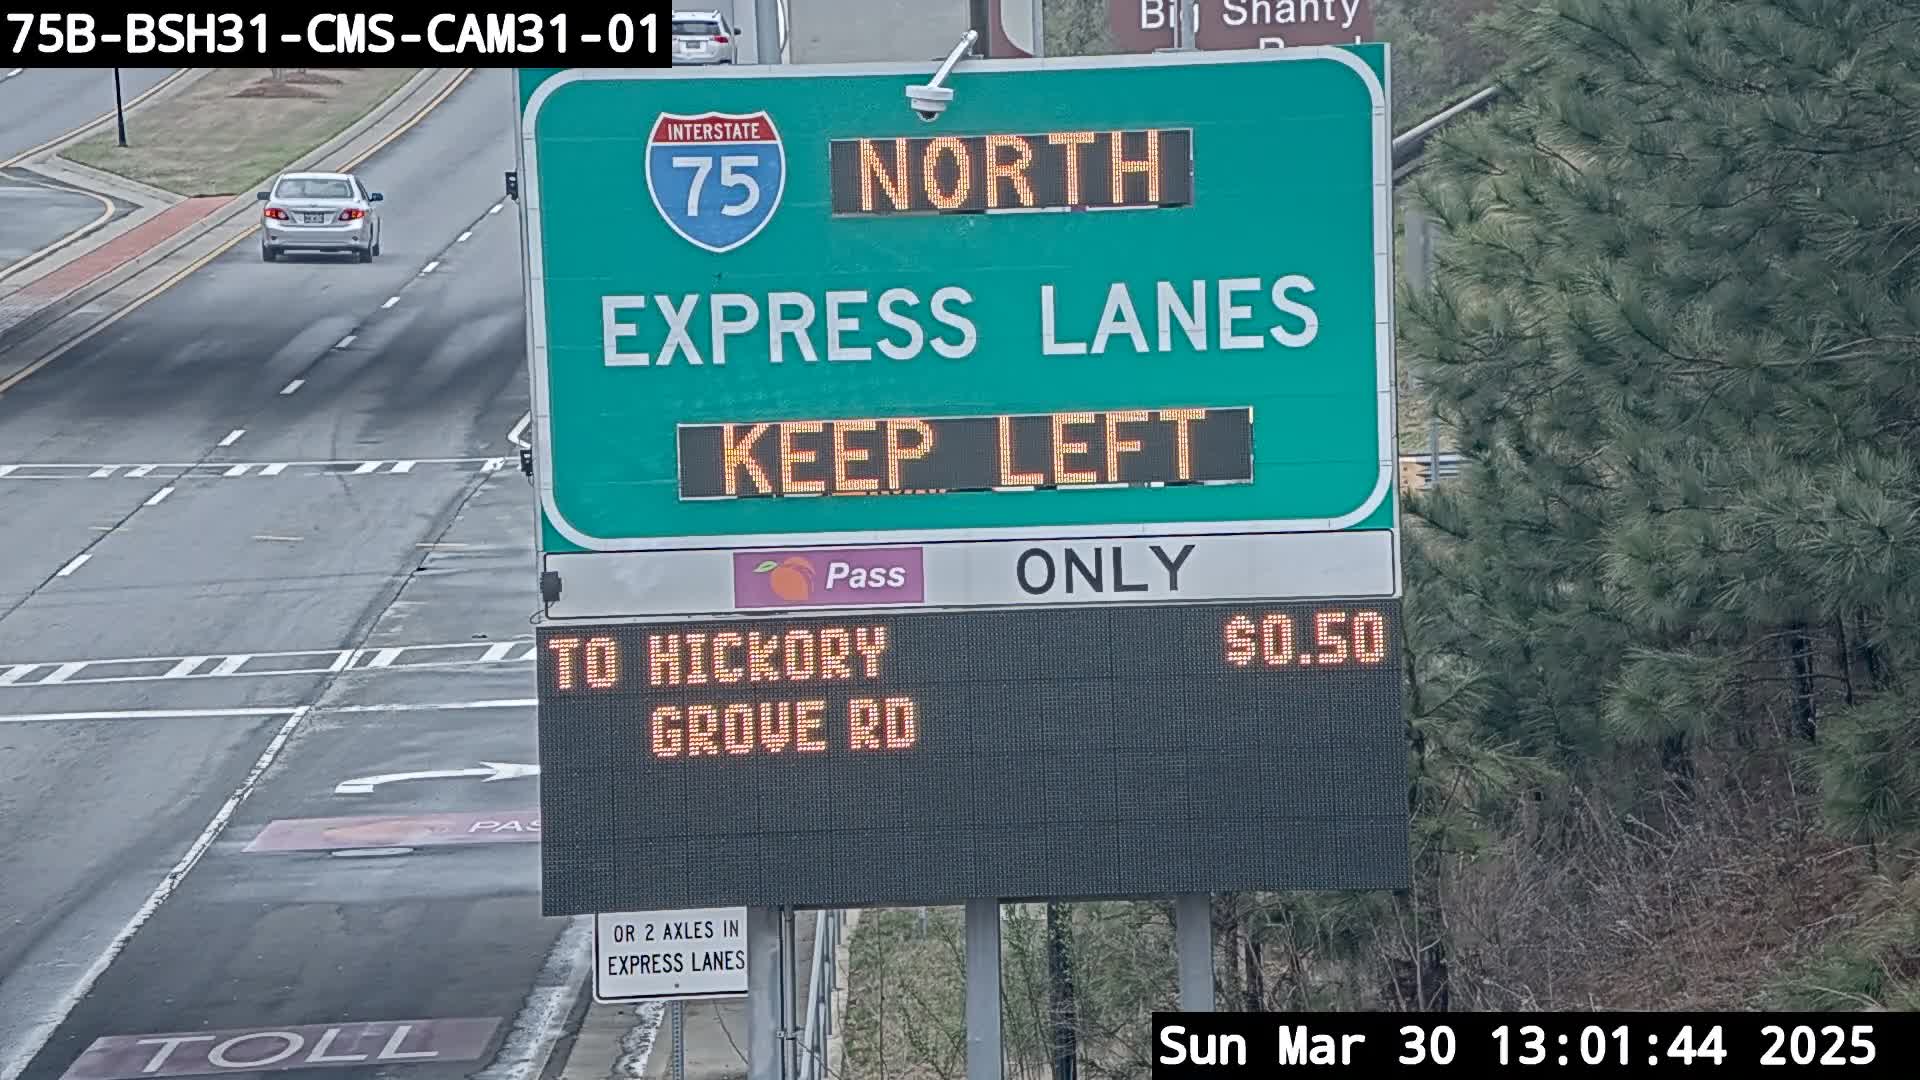 75B-BSH31-CMS-CAM31-01
Big Shanty
INTERSTATE
75
NORTH
EXPRESS LANES
KEEP LEFT
Pass ONLY
TO HICKORY $0.50
GROVE RD
OR 2 AXLES IN
EXPRESS LANES
TOLL
Sun Mar 30 13:01:44 2025